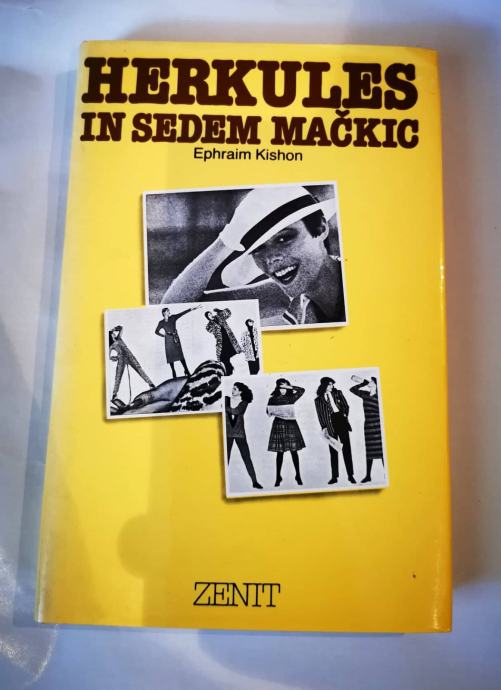 HERKULES
IN SEDEM MAČKIC
Ephraim Kishon
ZENIT